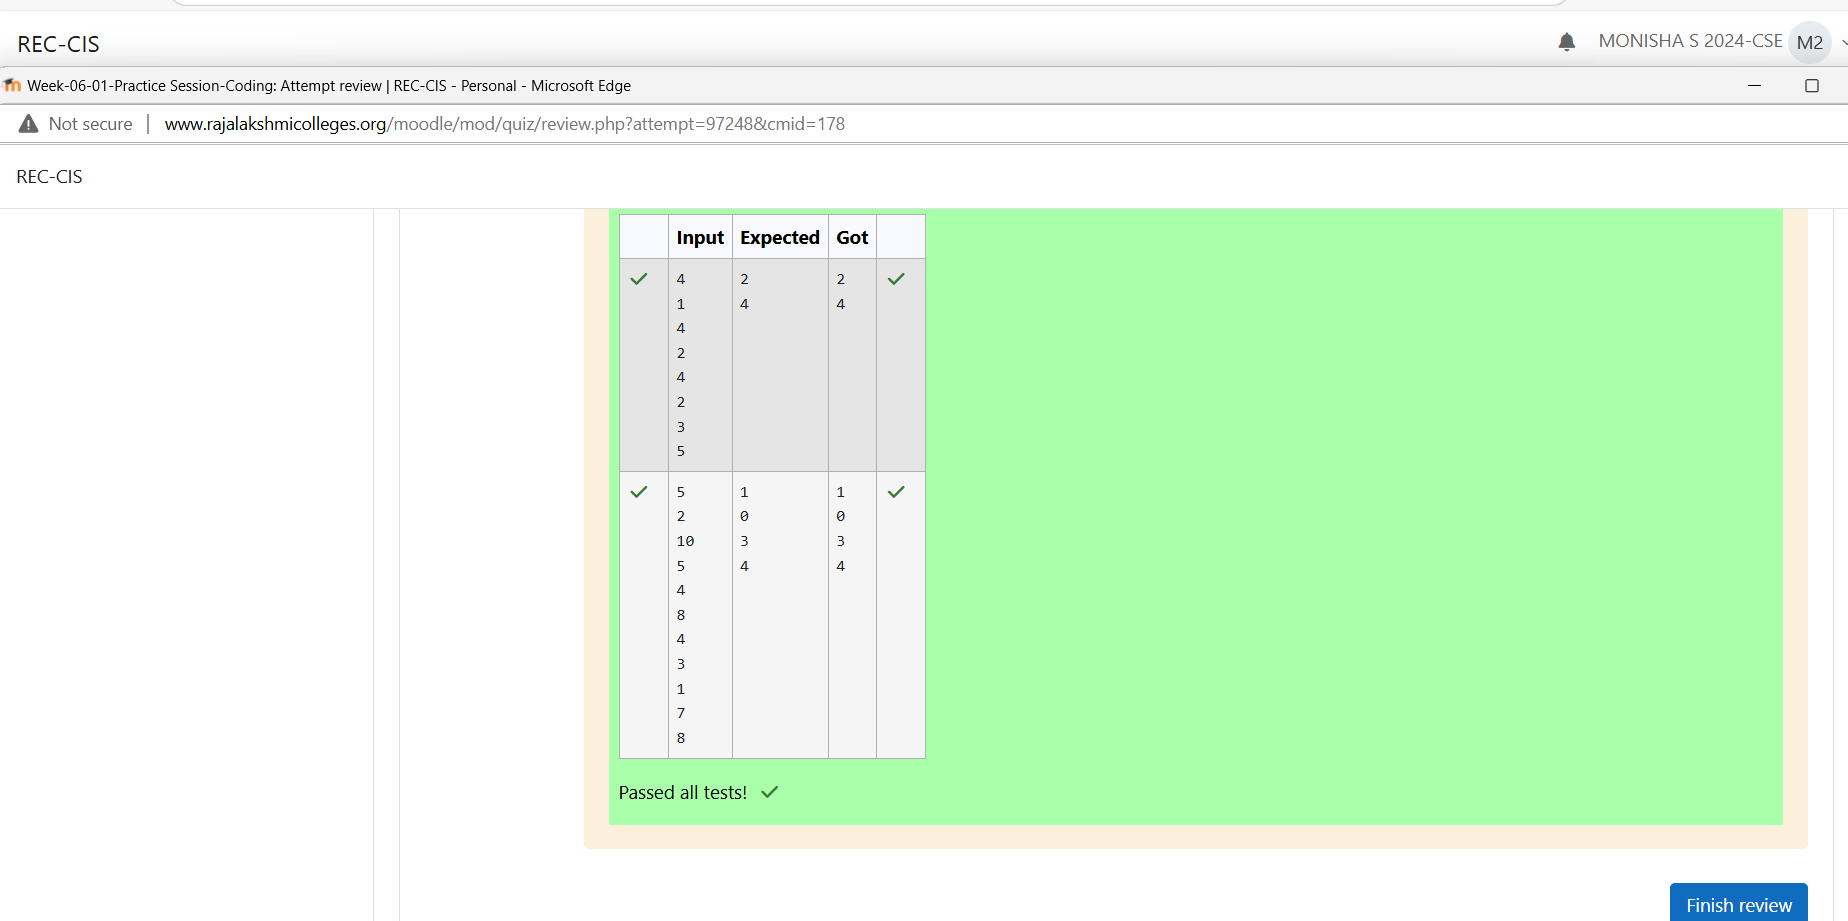 REC-CIS
MONISHA S 2024-CSE M2
Week-06-01-Practice Session-Coding: Attempt review | REC-CIS - Personal - Microsoft Edge
Not secure | www.rajalakshmicolleges.org/moodle/mod/quiz/review.php?attempt=97248&cmid=178
REC-CIS
Input Expected Got
4 2 2
1 4 4
4
2
4
2
3
5
5 1 1
2 0 0
10 3 3
5 4 4
4
8
4
3
1
7
8
Passed all tests!
Finish review